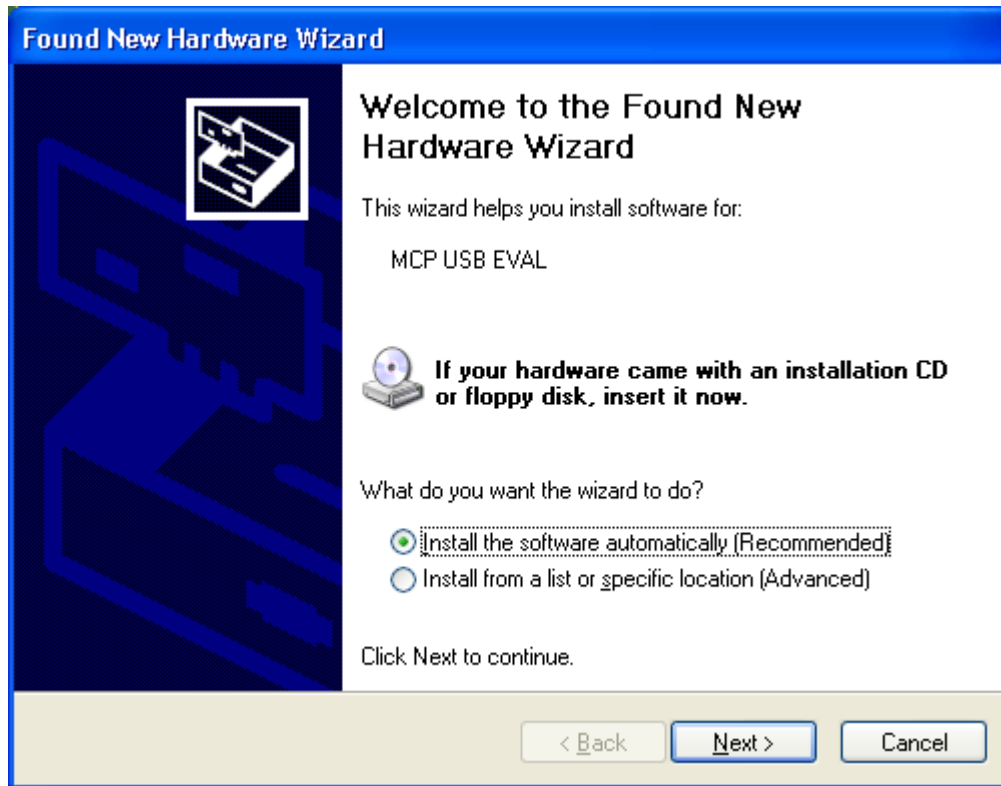 Found New Hardware Wizard
Welcome to the Found New
Hardware Wizard
This wizard helps you install software for:
MCP USB EVAL
If your hardware came with an installation CD
or floppy disk, insert it now.
What do you want the wizard to do?
Install the software automatically (Recommended)
Install from a list or specific location (Advanced)
Click Next to continue.
< Back
Next >
Cancel